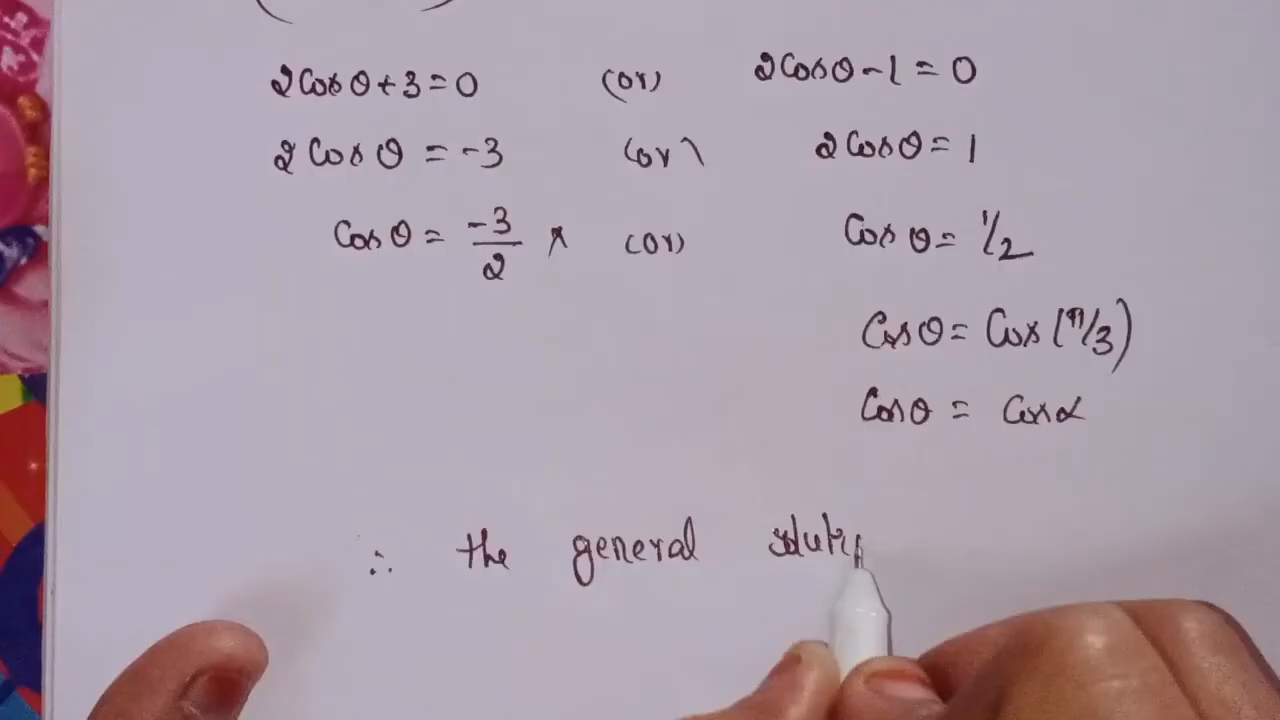 2cosθ+3=0 (or) 2cosθ-1=0
2cosθ = -3 (or) 2cosθ = 1
cosθ = -3/2 × (or) cosθ = 1/2
cosθ = cos(π/3)
cosθ = cosα
∴ the general soluti